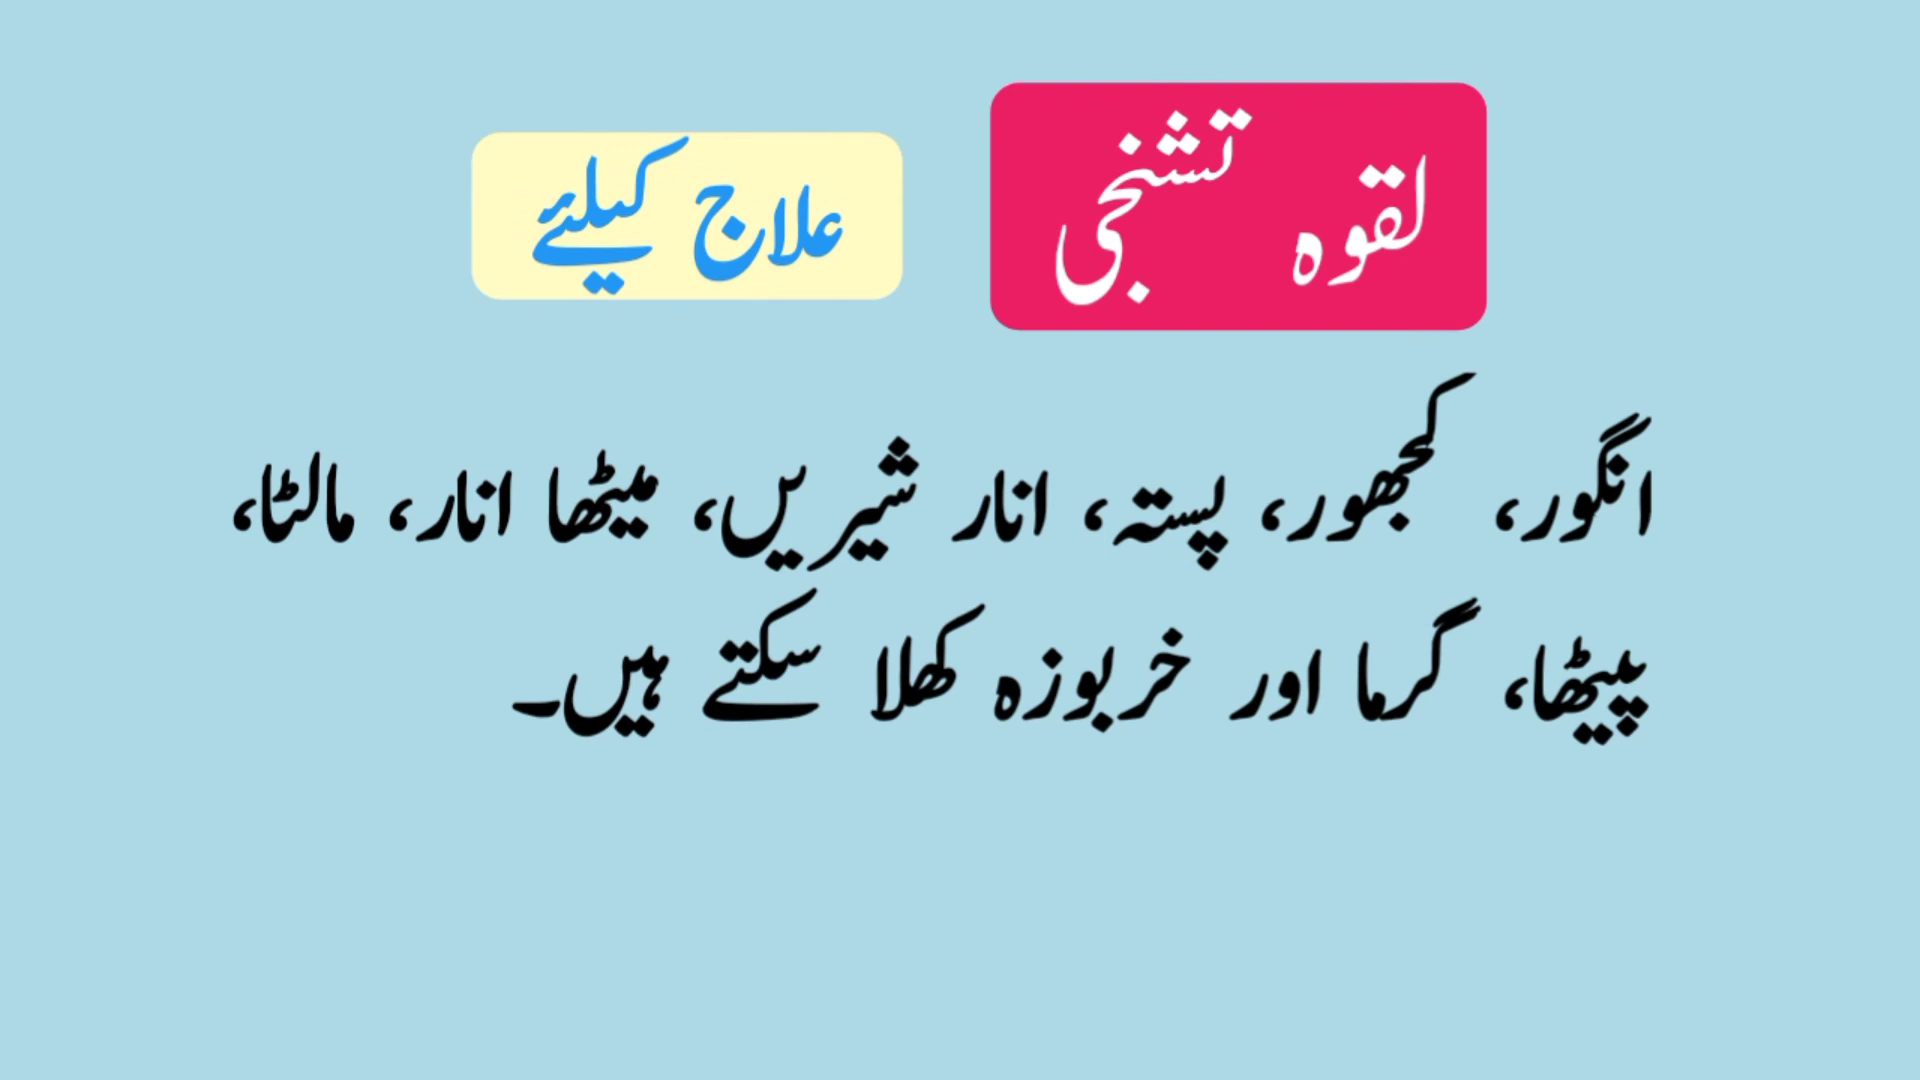 لقوہ تشنجی علاج کیلئے
انگور، کجھور، پستہ، انار شیریں، میٹھا انار، مالٹا،
پیٹھا، گرما اور خربوزہ کھلا سکتے ہیں۔